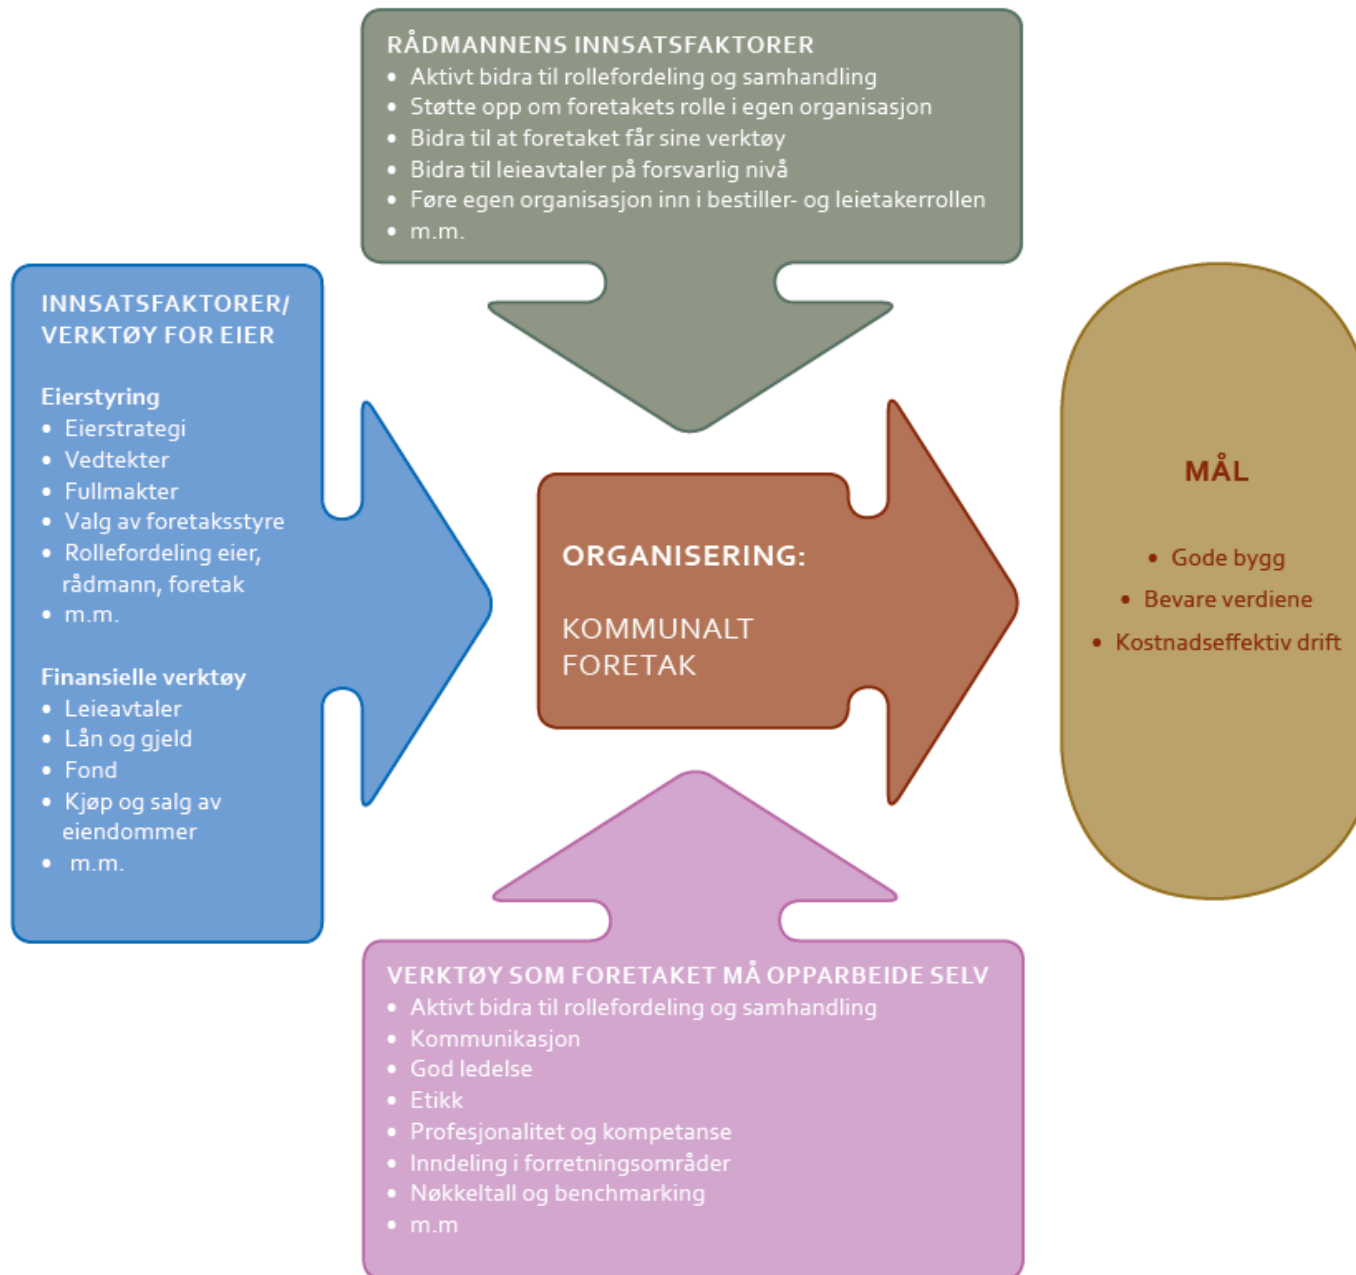 RÅDMANNENS INNSATSFAKTORER
• Aktivt bidra til rollefordeling og samhandling
• Støtte opp om foretakets rolle i egen organisasjon
• Bidra til at foretaket får sine verktøy
• Bidra til leieavtaler på forsvarlig nivå
• Føre egen organisasjon inn i bestiller- og leietakerrollen
• m.m.
INNSATSFAKTORER/
VERKTØY FOR EIER
Eierstyring
• Eierstrategi
• Vedtekter
• Fullmakter
• Valg av foretaksstyre
• Rollefordeling eier,
rådmann, foretak
• m.m.
Finansielle verktøy
• Leieavtaler
• Lån og gjeld
• Fond
• Kjøp og salg av
eiendommer
• m.m.
ORGANISERING:
KOMMUNALT
FORETAK
MÅL
• Gode bygg
• Bevare verdiene
• Kostnadseffektiv drift
VERKTØY SOM FORETAKET MÅ OPPARBEIDE SELV
• Aktivt bidra til rollefordeling og samhandling
• Kommunikasjon
• God ledelse
• Etikk
• Profesjonalitet og kompetanse
• Inndeling i forretningsområder
• Nøkkeltall og benchmarking
• m.m